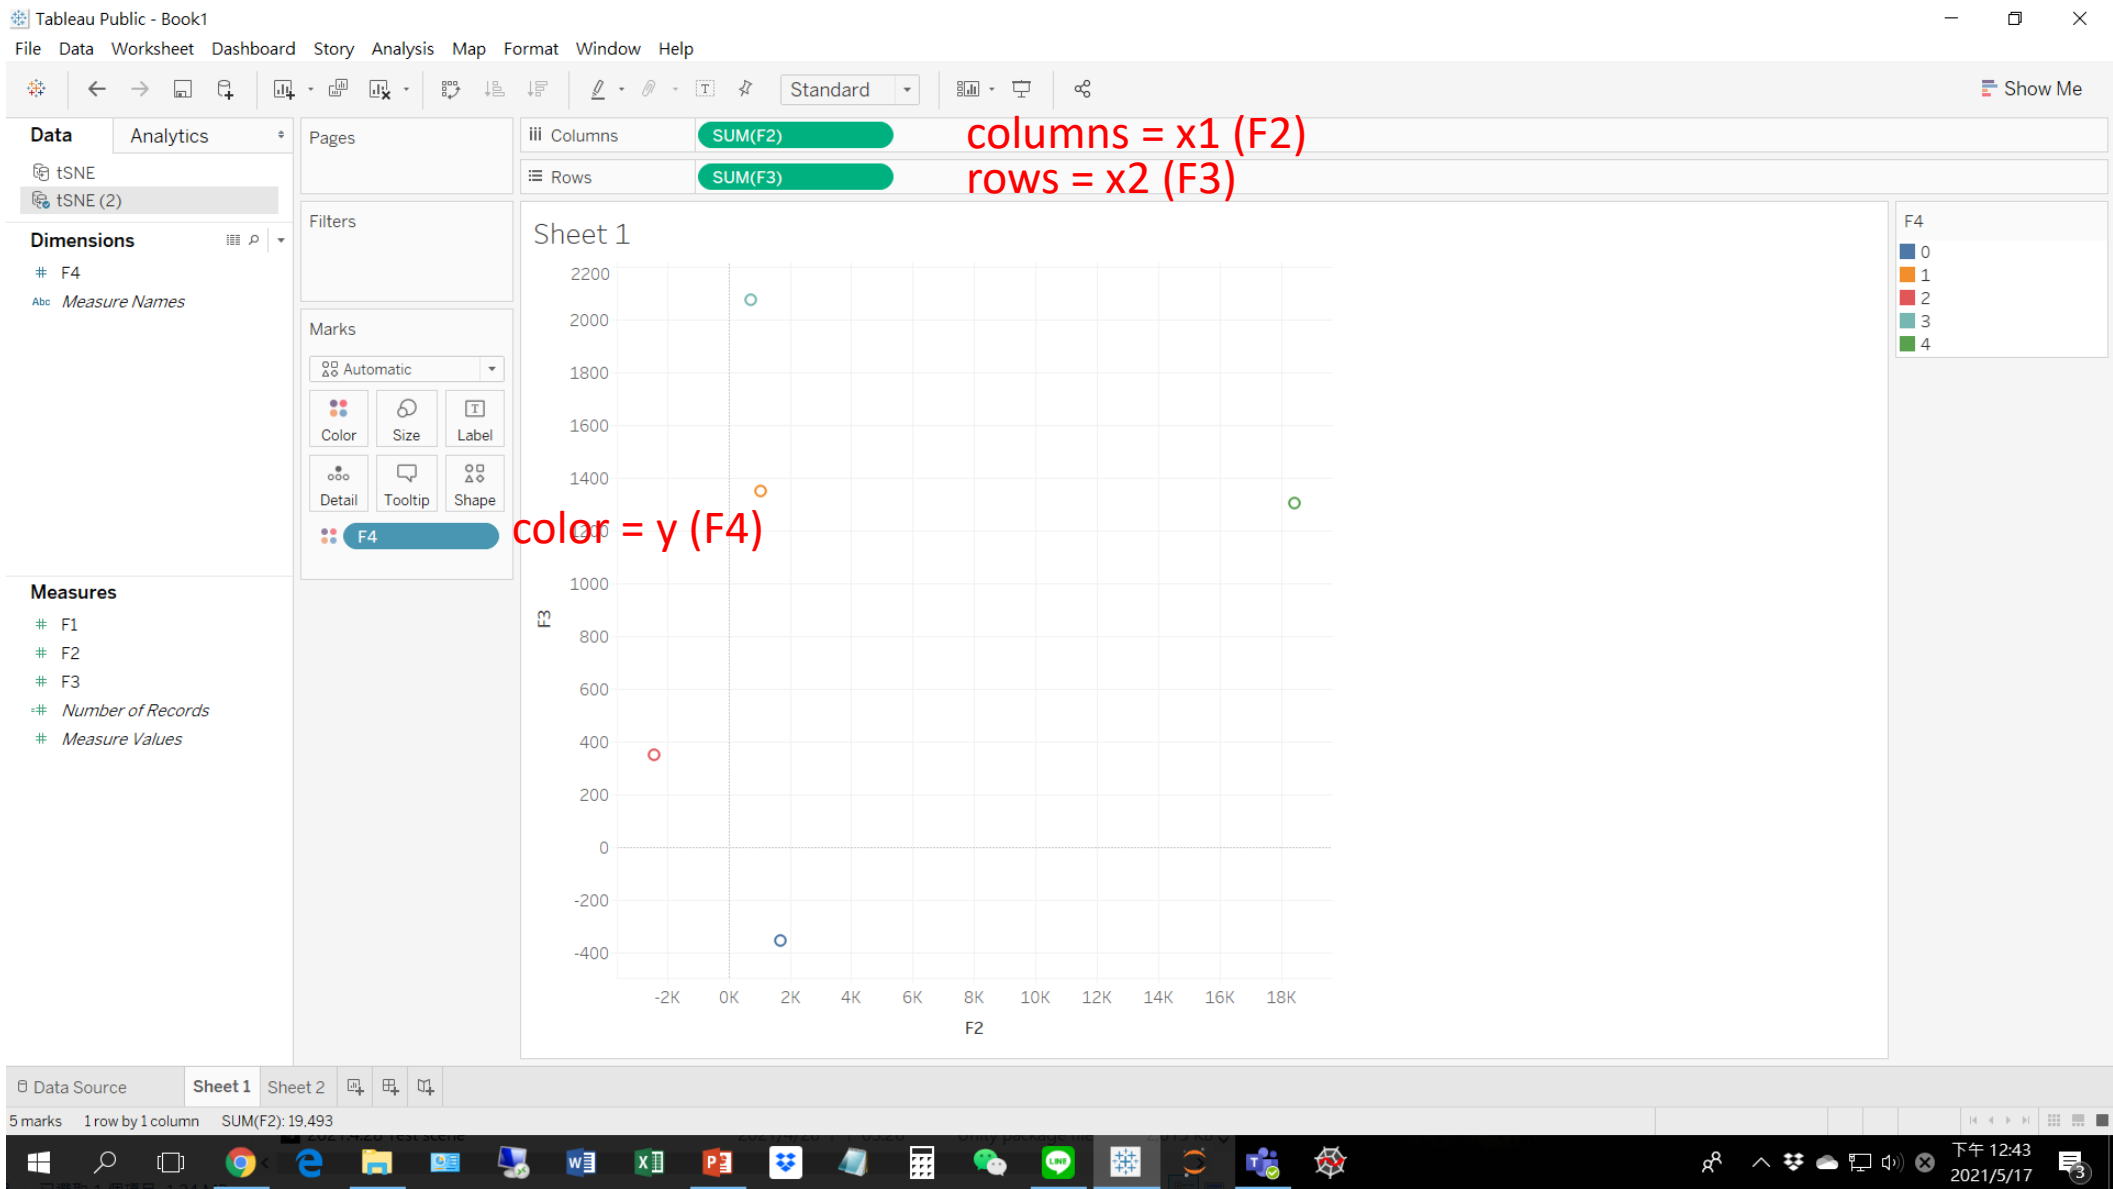 Tableau Public - Book1
File Data Worksheet Dashboard Story Analysis Map Format Window Help
Standard
Show Me
Data Analytics
tSNE
tSNE (2)
Dimensions
F4
Abc Measure Names
Measures
F1
F2
F3
Number of Records
Measure Values
Pages
Filters
Marks
Automatic
Color Size Label
Detail Tooltip Shape
F4
color = y (F4)
Columns SUM(F2)
columns = x1 (F2)
Rows SUM(F3)
rows = x2 (F3)
Sheet 1
2200
2000
1800
1600
1400
1200
1000
800
600
400
200
0
-200
-400
F3
-2K 0K 2K 4K 6K 8K 10K 12K 14K 16K 18K
F2
F4
0
1
2
3
4
Data Source Sheet 1 Sheet 2
5 marks 1 row by 1 column SUM(F2): 19,493
下午 12:43
2021/5/17
3